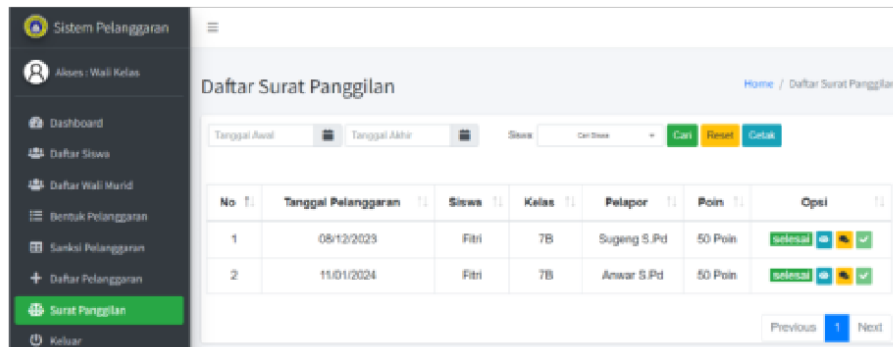 Sistem Pelanggaran
Akses : Wali Kelas
Dashboard
Daftar Siswa
Daftar Wali Murid
Bentuk Pelanggaran
Sanksi Pelanggaran
Daftar Pelanggaran
Surat Panggilan
Keluar
Daftar Surat Panggilan
Home / Daftar Surat Panggilan
Tanggal Awal Tanggal Akhir Siswa: Cari Siswa Cari Reset Cetak
No Tanggal Pelanggaran Siswa Kelas Pelapor Poin Opsi
1 08/12/2023 Fitri 7B Sugeng S.Pd 50 Poin selesai
2 11/01/2024 Fitri 7B Anwar S.Pd 50 Poin selesai
Previous 1 Next